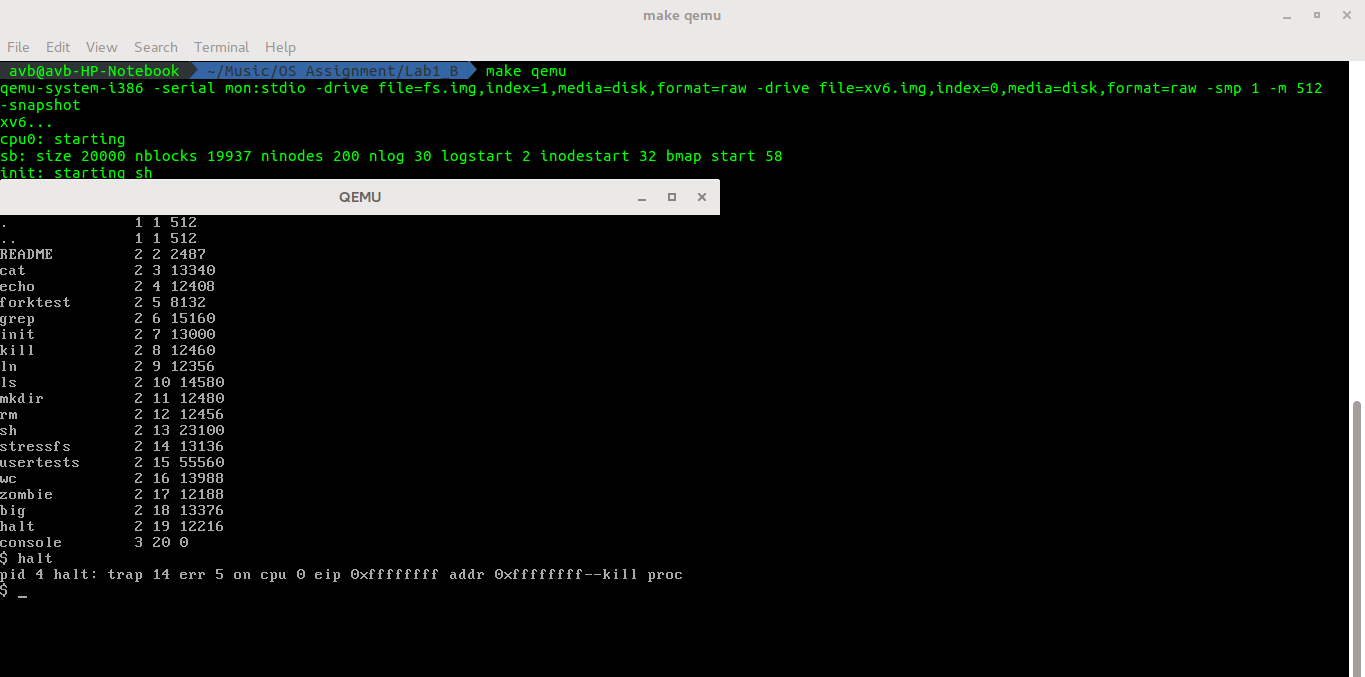 make qemu
File Edit View Search Terminal Help
avb@avb-HP-Notebook ~/Music/OS Assignment/Lab1_B make qemu
qemu-system-i386 -serial mon:stdio -drive file=fs.img,index=1,media=disk,format=raw -drive file=xv6.img,index=0,media=disk,format=raw -smp 1 -m 512
-snapshot
xv6...
cpu0: starting
sb: size 20000 nblocks 19937 ninodes 200 nlog 30 logstart 2 inodestart 32 bmap start 58
init: starting sh
QEMU
. 1 1 512
.. 1 1 512
README 2 2 2487
cat 2 3 13340
echo 2 4 12408
forktest 2 5 8132
grep 2 6 15160
init 2 7 13000
kill 2 8 12460
ln 2 9 12356
ls 2 10 14580
mkdir 2 11 12480
rm 2 12 12456
sh 2 13 23100
stressfs 2 14 13136
usertests 2 15 55560
wc 2 16 13988
zombie 2 17 12188
big 2 18 13376
halt 2 19 12216
console 3 20 0
$ halt
pid 4 halt: trap 14 err 5 on cpu 0 eip 0xffffffff addr 0xffffffff--kill proc
$ _